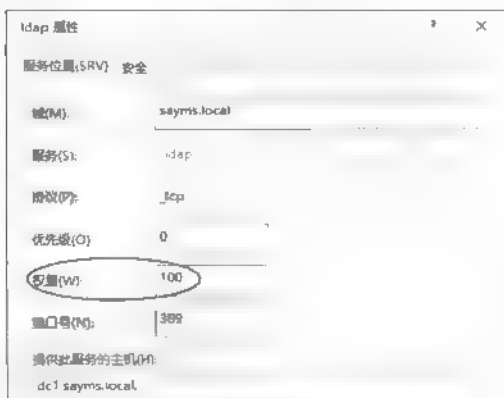 ldap 属性
? ×
服务位置(SRV) 安全
域(M): sayms.local
服务(S): _ldap
协议(P): _tcp
优先级(O) 0
权重(W): 100
端口号(N): 389
提供此服务的主机(H):
dc1.sayms.local.